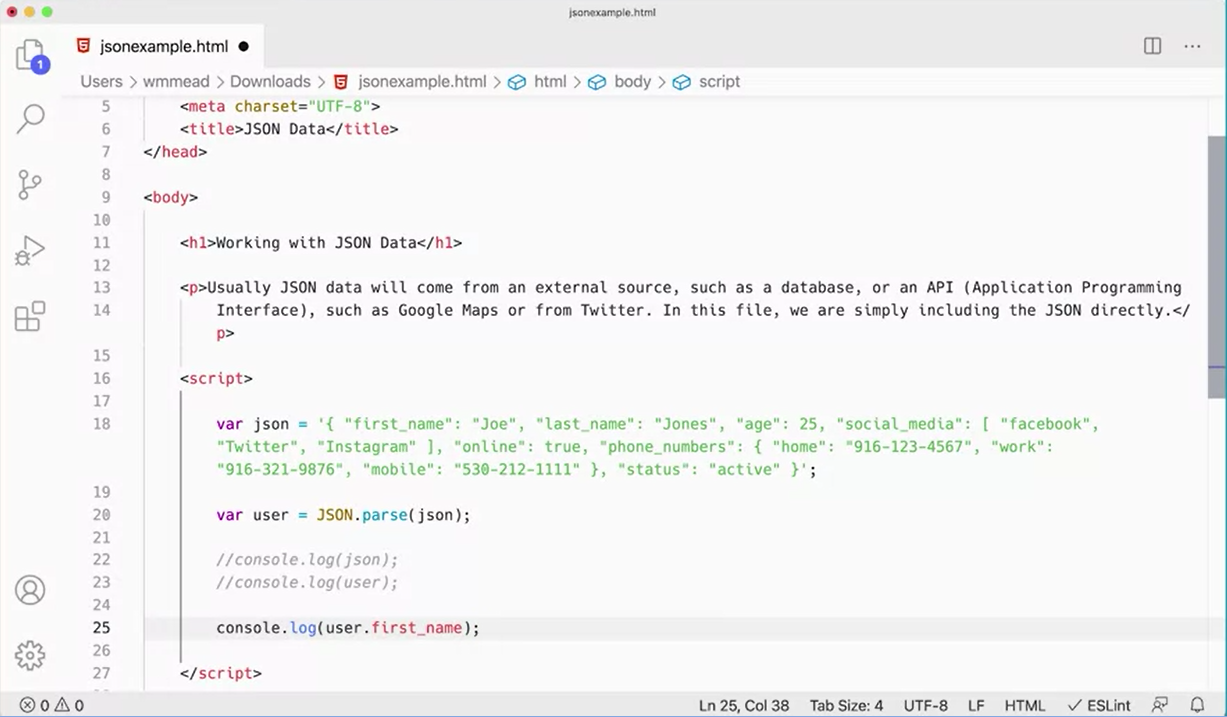 jsonexample.html
jsonexample.html
1
Users > wmmead > Downloads > jsonexample.html > html > body > script
5 <meta charset="UTF-8">
6 <title>JSON Data</title>
7 </head>
8
9 <body>
10
11 <h1>Working with JSON Data</h1>
12
13 <p>Usually JSON data will come from an external source, such as a database, or an API (Application Programming
14 Interface), such as Google Maps or from Twitter. In this file, we are simply including the JSON directly.</
p>
15
16 <script>
17
18 var json = '{ "first_name": "Joe", "last_name": "Jones", "age": 25, "social_media": [ "facebook",
"Twitter", "Instagram" ], "online": true, "phone_numbers": { "home": "916-123-4567", "work":
"916-321-9876", "mobile": "530-212-1111" }, "status": "active" }';
19
20 var user = JSON.parse(json);
21
22 //console.log(json);
23 //console.log(user);
24
25 console.log(user.first_name);
26
27 </script>
0 0 Ln 25, Col 38 Tab Size: 4 UTF-8 LF HTML ESLint